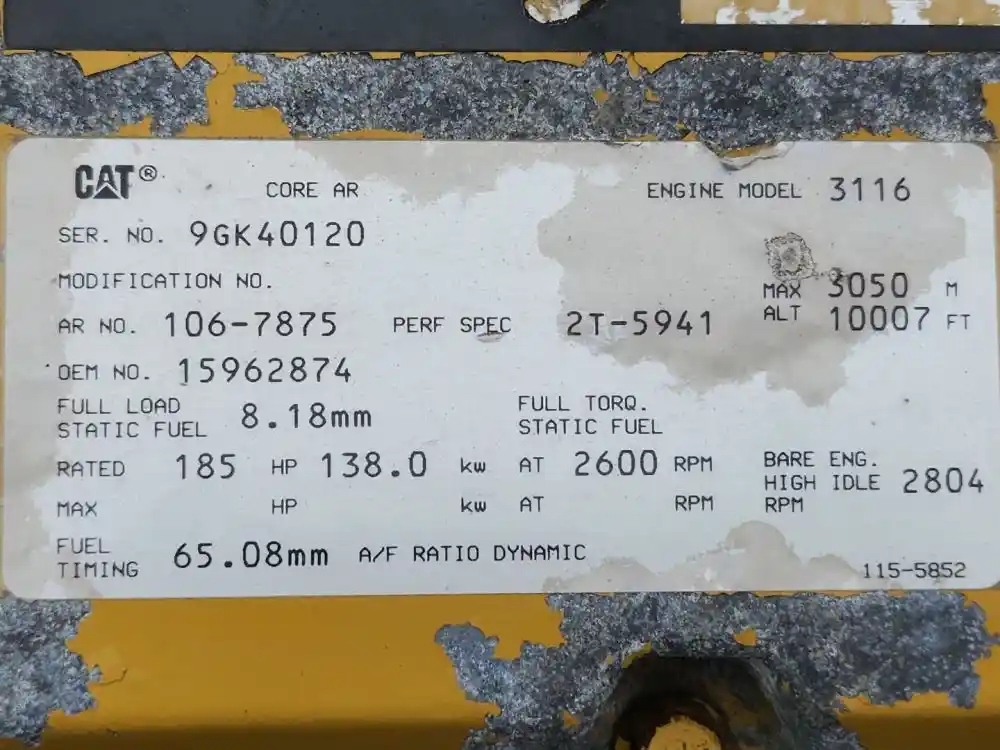 CAT® CORE AR ENGINE MODEL 3116
SER. NO. 9GK40120
MODIFICATION NO.
MAX ALT 3050 M 10007 FT
AR NO. 106-7875 PERF SPEC 2T-5941
OEM NO. 15962874
FULL LOAD STATIC FUEL 8.18mm FULL TORQ. STATIC FUEL
RATED 185 HP 138.0 kw AT 2600 RPM
BARE ENG. HIGH IDLE RPM 2804
MAX HP kw AT RPM
FUEL TIMING 65.08mm A/F RATIO DYNAMIC
115-5852